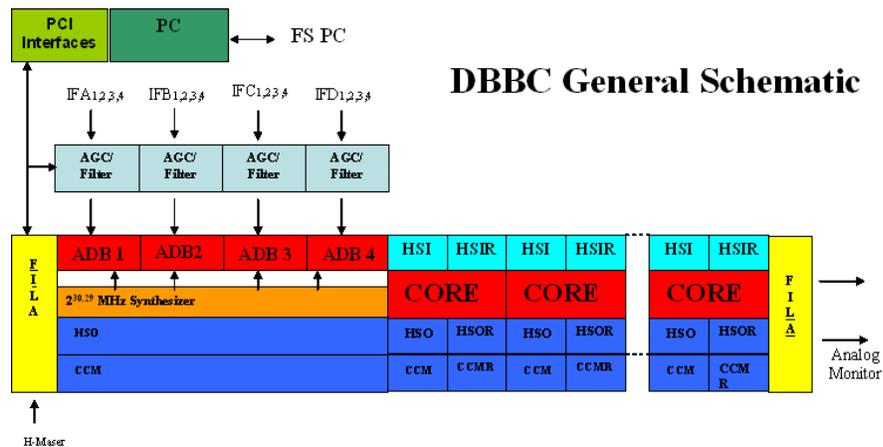 PCI
Interfaces
PC
FS PC
DBBC General Schematic
IFA1,2,3,4
IFB1,2,3,4
IFC1,2,3,4
IFD1,2,3,4
AGC/
Filter
AGC/
Filter
AGC/
Filter
AGC/
Filter
F
I
L
A
ADB 1
ADB2
ADB 3
ADB 4
HSI
HSIR
HSI
HSIR
HSI
HSIR
F
I
L
A
2^30,29 MHz Synthesizer
CORE
CORE
CORE
HSO
HSO
HSOR
HSO
HSOR
HSO
HSOR
CCM
CCM
CCMR
CCM
CCMR
CCM
CCM
R
Analog
Monitor
H-Maser